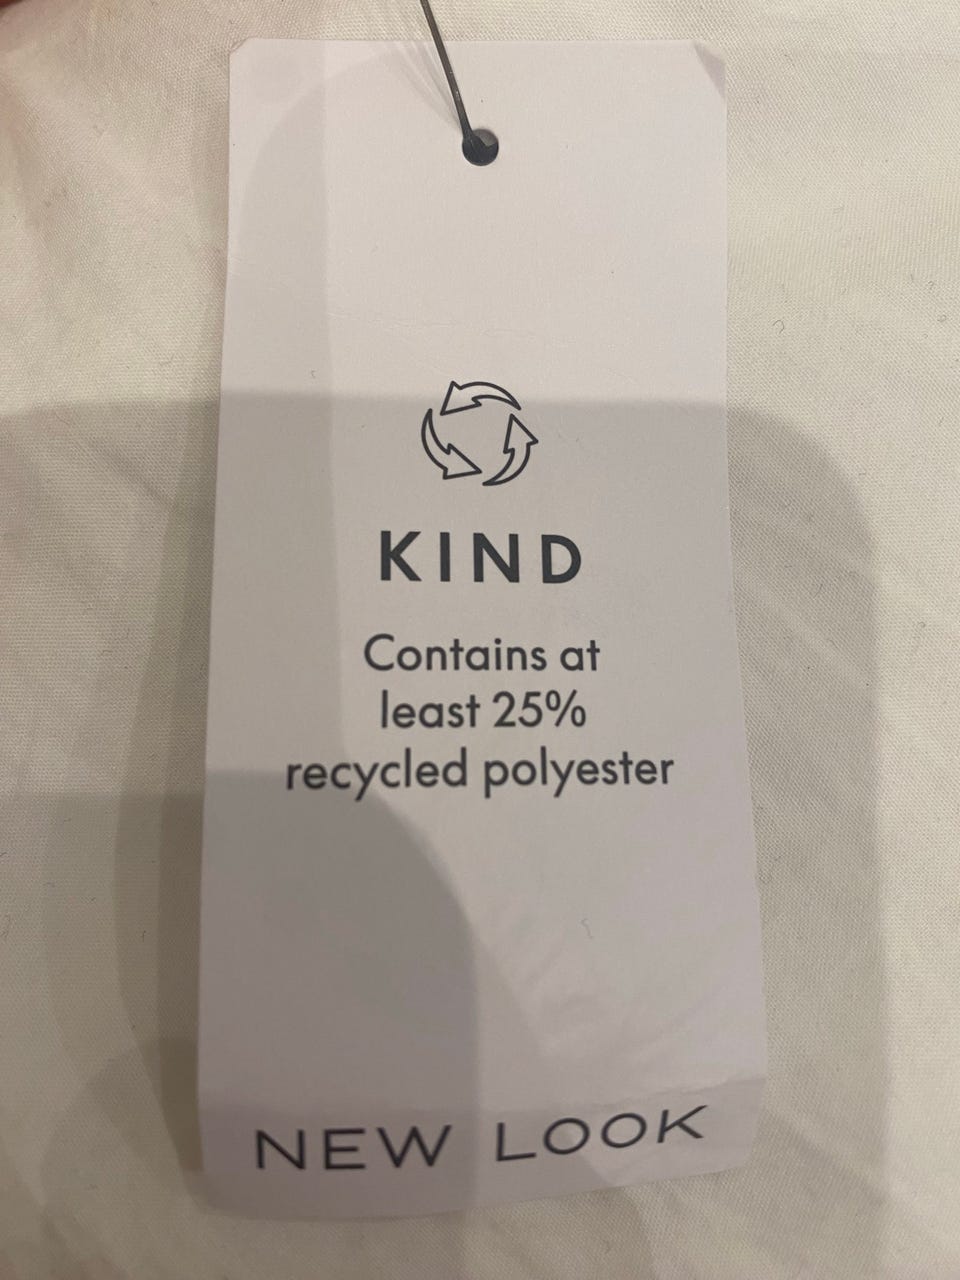 KIND
Contains at
least 25%
recycled polyester
NEW LOOK